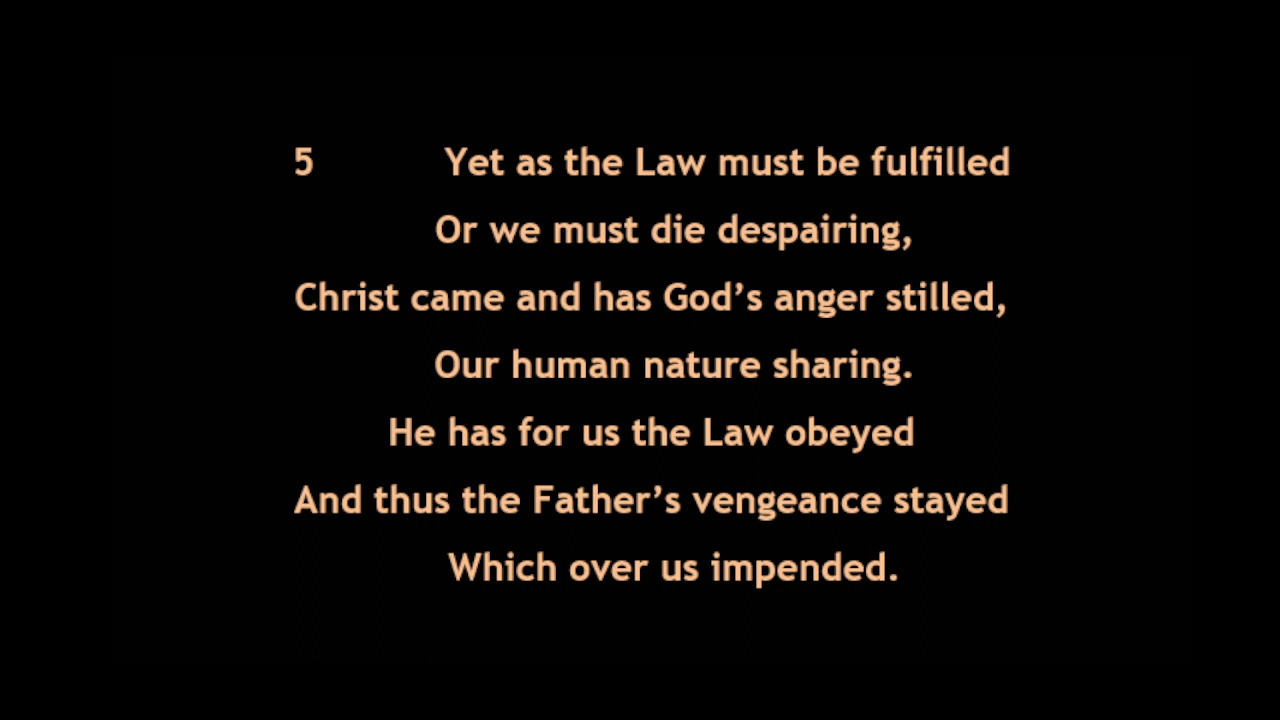 5 Yet as the Law must be fulfilled
Or we must die despairing,
Christ came and has God’s anger stilled,
Our human nature sharing.
He has for us the Law obeyed
And thus the Father’s vengeance stayed
Which over us impended.